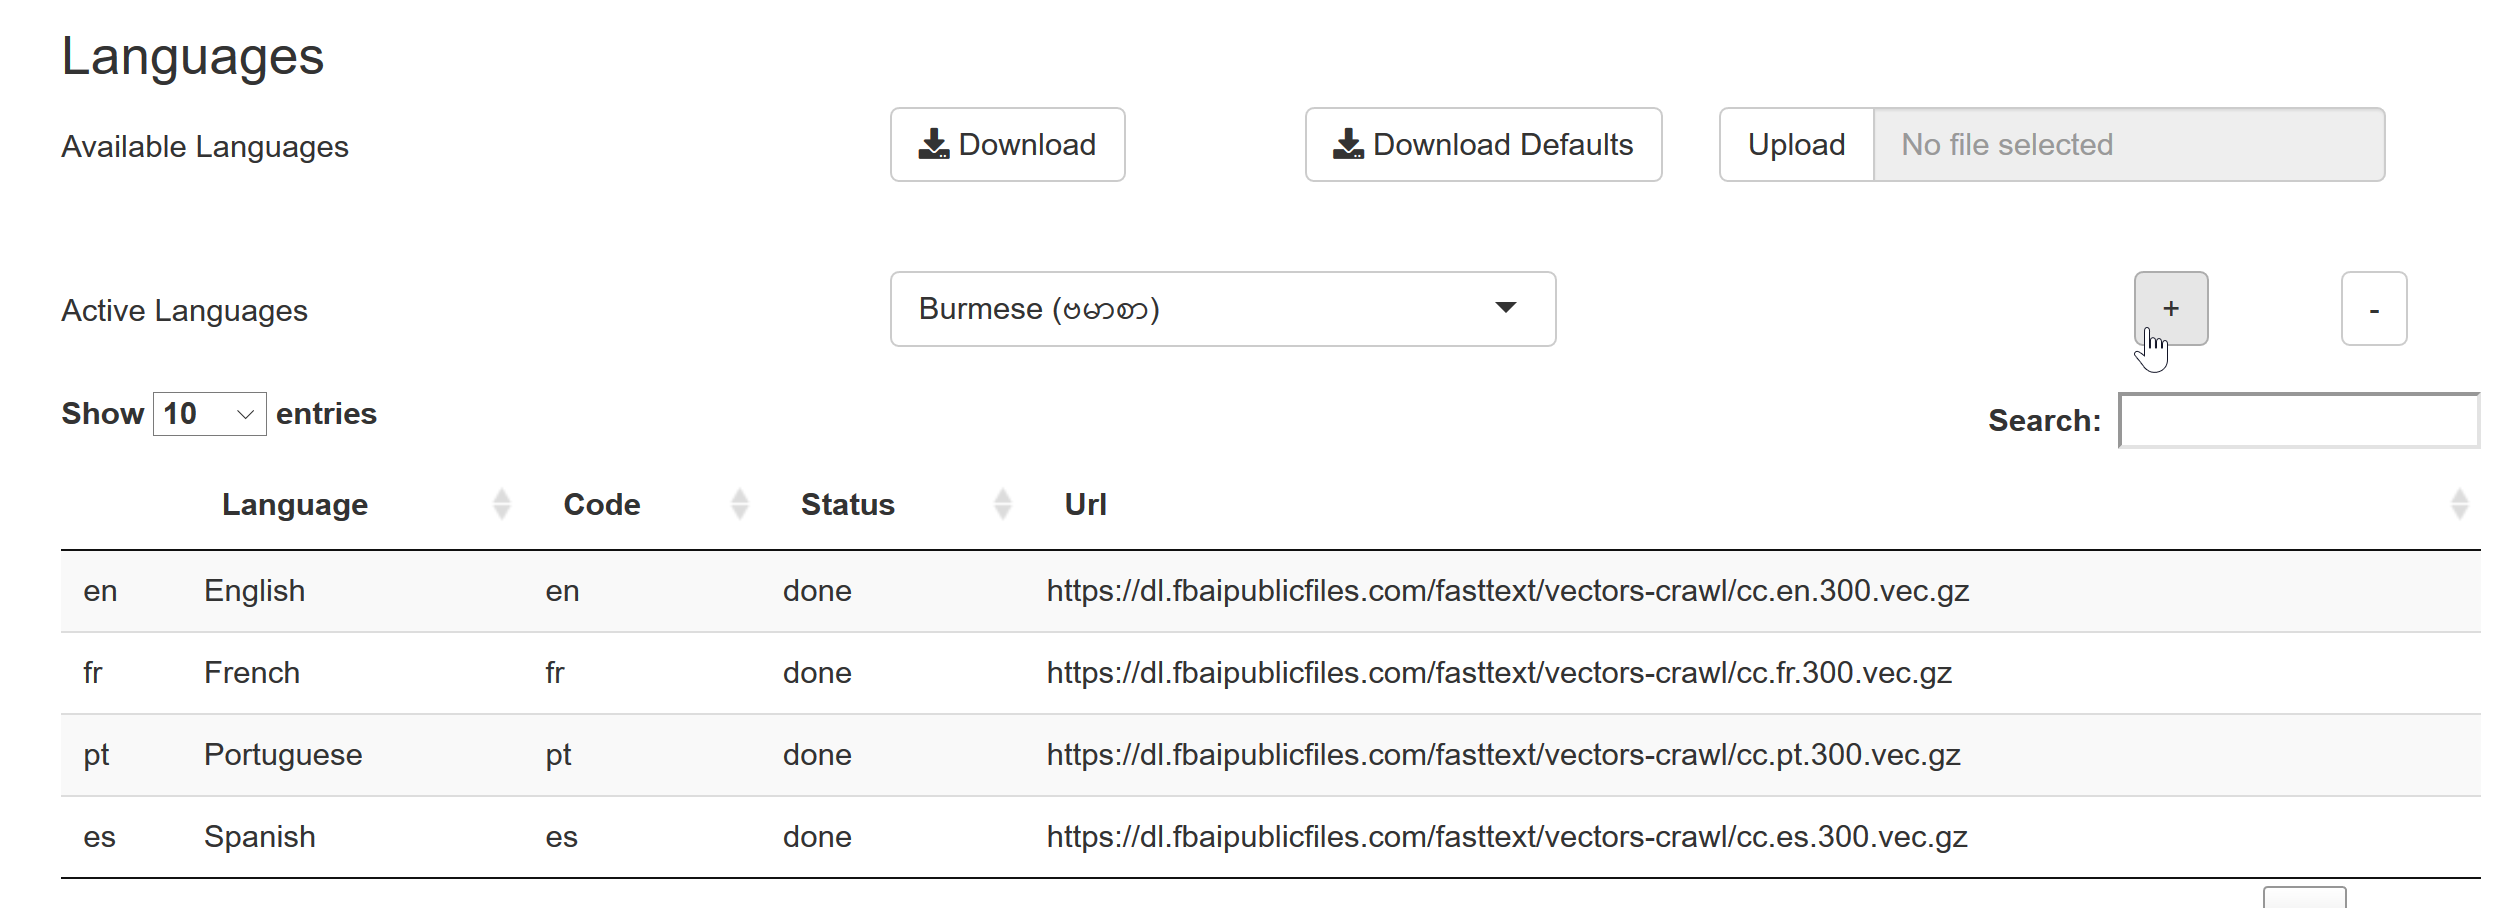 Languages
Available Languages Download Download Defaults Upload No file selected
Active Languages Burmese (ဗမာစာ) + -
Show 10 entries Search:
Language Code Status Url
en English en done https://dl.fbaipublicfiles.com/fasttext/vectors-crawl/cc.en.300.vec.gz
fr French fr done https://dl.fbaipublicfiles.com/fasttext/vectors-crawl/cc.fr.300.vec.gz
pt Portuguese pt done https://dl.fbaipublicfiles.com/fasttext/vectors-crawl/cc.pt.300.vec.gz
es Spanish es done https://dl.fbaipublicfiles.com/fasttext/vectors-crawl/cc.es.300.vec.gz